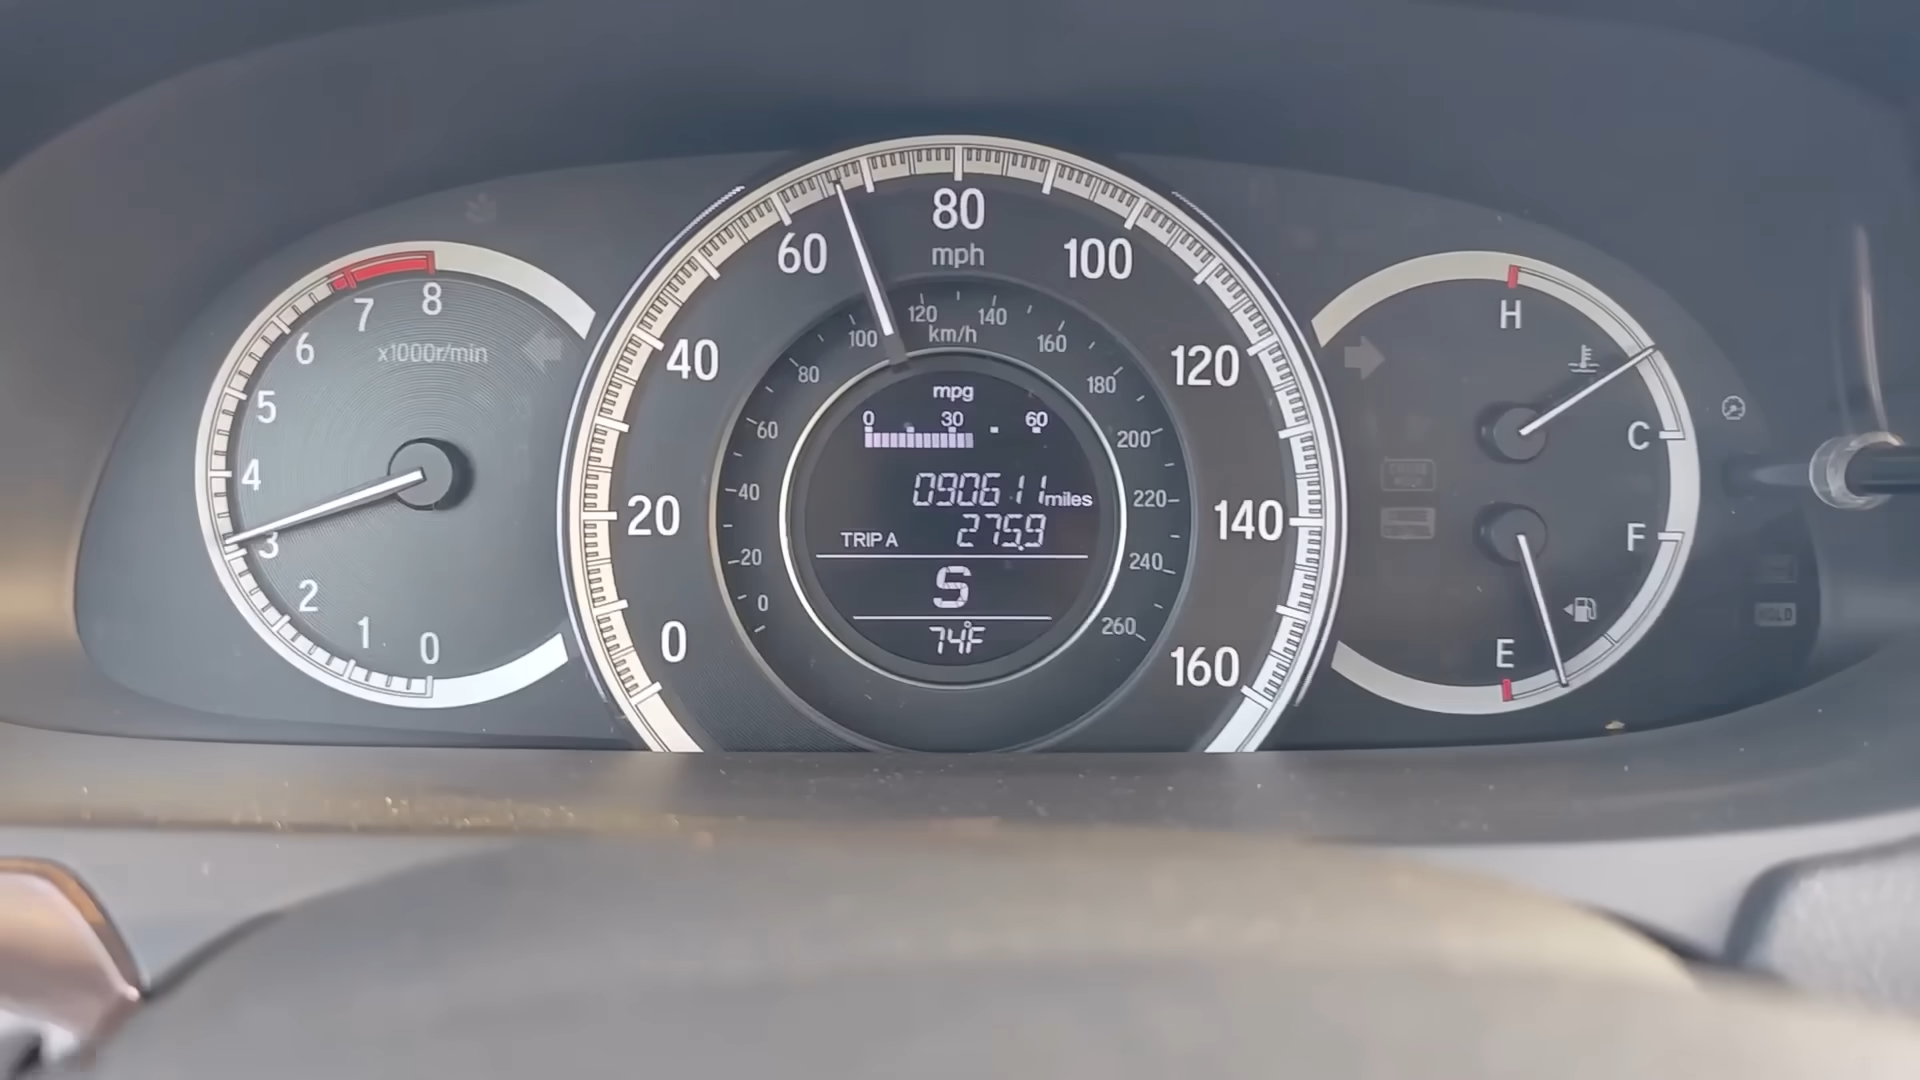 8
7
6
5
4
3
2
1
0
x1000r/min
0
20
40
60
80
100
120
140
160
mph
0
20
40
60
80
100
120
140
160
180
200
220
240
260
km/h
mpg
0 30 60
090611 miles
TRIP A 275.9
S
74°F
H
C
F
E
HOLD